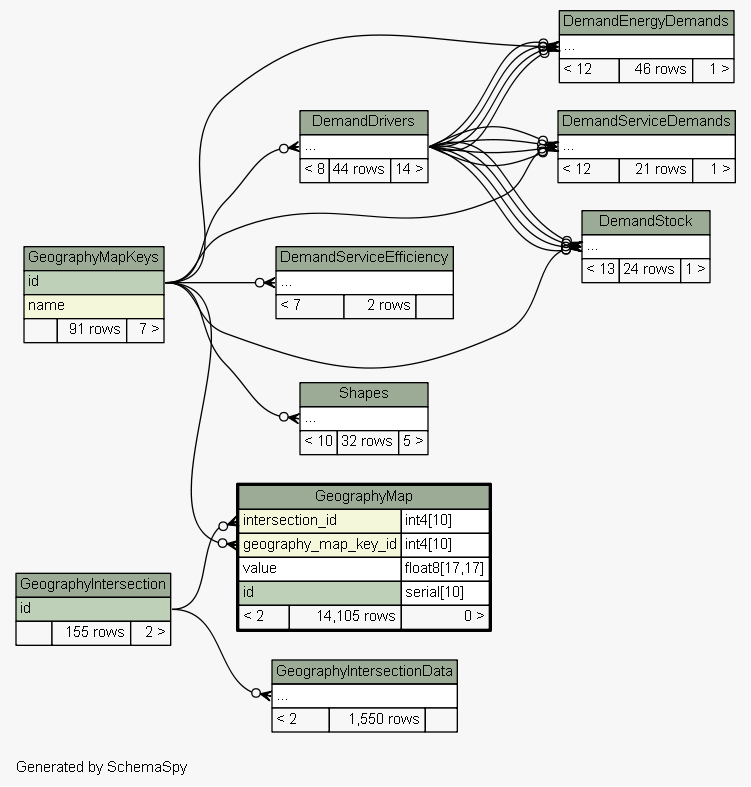 DemandEnergyDemands
...
< 12 46 rows 1 >
DemandDrivers
...
< 8 44 rows 14 >
DemandServiceDemands
...
< 12 21 rows 1 >
DemandStock
...
< 13 24 rows 1 >
GeographyMapKeys
id
name
91 rows 7 >
DemandServiceEfficiency
...
< 7 2 rows
Shapes
...
< 10 32 rows 5 >
GeographyMap
intersection_id int4[10]
geography_map_key_id int4[10]
value float8[17,17]
id serial[10]
< 2 14,105 rows 0 >
GeographyIntersection
id
155 rows 2 >
GeographyIntersectionData
...
< 2 1,550 rows
Generated by SchemaSpy